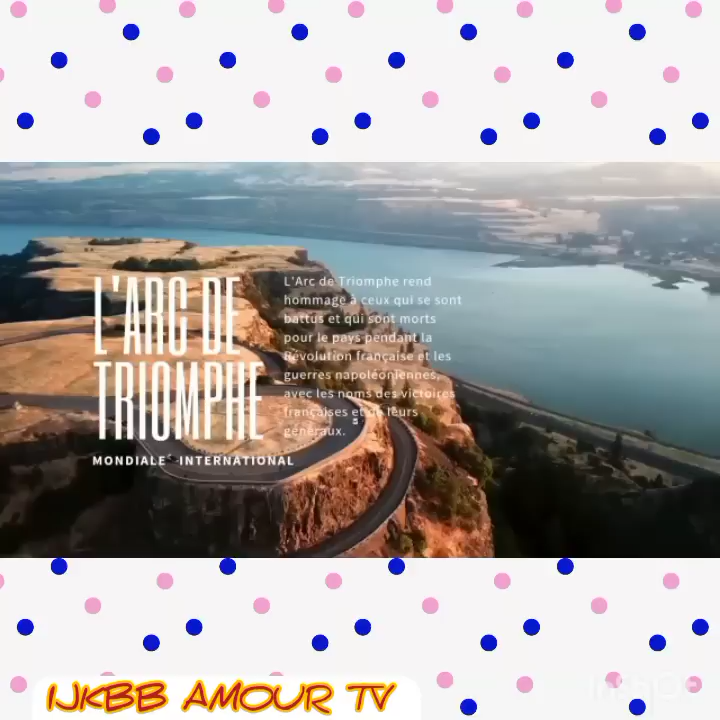 L'ARC DE
TRIOMPHE
MONDIALE INTERNATIONAL
L'Arc de Triomphe rend
hommage à ceux qui se sont
battus et qui sont morts
pour le pays pendant la
Révolution française et les
guerres napoléoniennes,
avec les noms des victoires
françaises et de leurs
généraux.
IJKBB AMOUR TV
InShOt